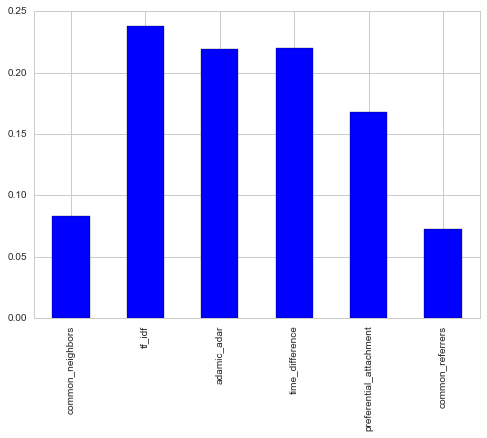 0.25
0.20
0.15
0.10
0.05
0.00
common_neighbors
tf_idf
adamic_adar
time_difference
preferential_attachment
common_referrers